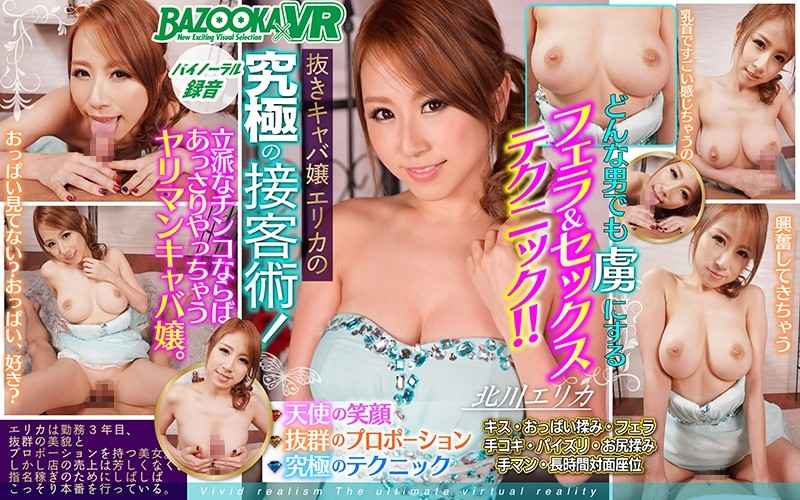 BAZOOKA×VR
New Exciting Visual Selection
バイノーラル
録音
抜きキャバ嬢エリカの
究極の接客術!
立派なチンコならば
あっさりやっちゃう
ヤリマンキャバ嬢。
おっぱい見てない?おっぱい、好き?
乳首ですごい感じちゃうの
どんな男でも虜にする
フェラ&セックス
テクニック!!
興奮してきちゃう
北川エリカ
天使の笑顔
抜群のプロポーション
究極のテクニック
キス・おっぱい揉み・フェラ
手コキ・パイズリ・お尻揉み
手マン・長時間対面座位
エリカは勤務3年目、
抜群の美貌と
プロポーションを持つ美女。
しかし店の売上は芳しくなく、
指名稼ぎのためにしばしば
こっそり本番を行っている。
Vivid realism The ultimate virtual reality